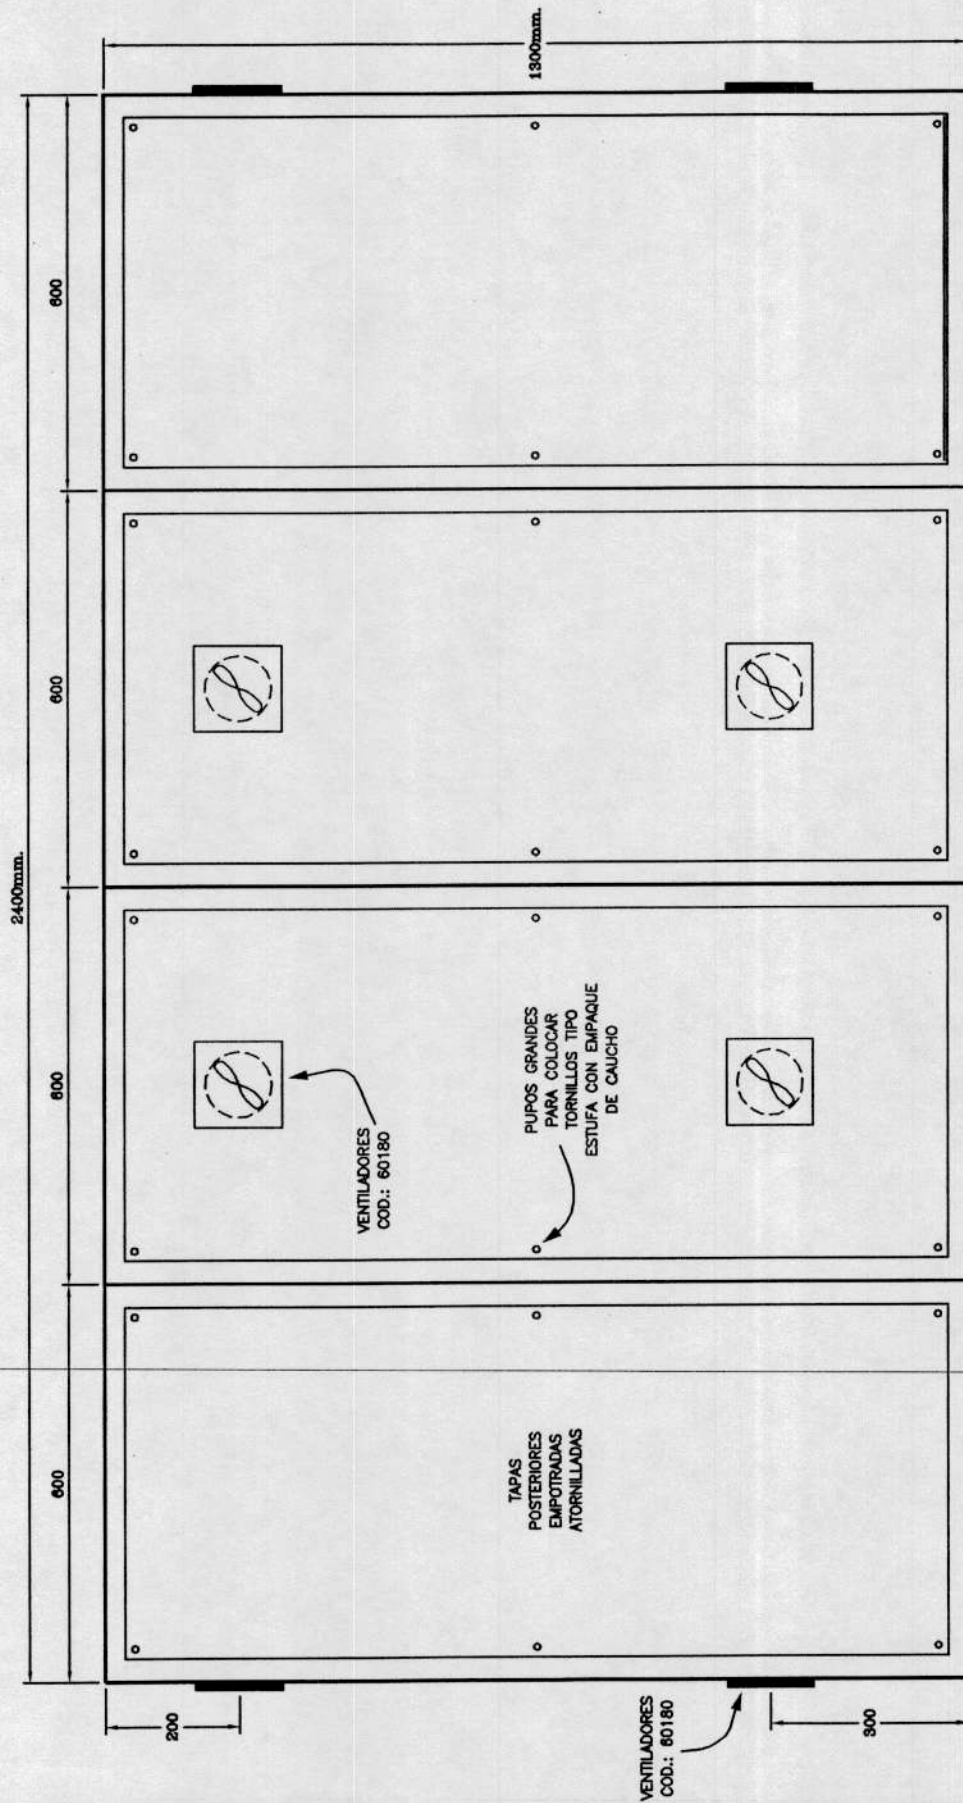 2400mm.
600
600
600
600
1300mm.
200
300
VENTILADORES
COD.: 60180
PUPOS GRANDES
PARA COLOCAR
TORNILLOS TIPO
ESTUFA CON EMPAQUE
DE CAUCHO
TAPAS
POSTERIORES
EMPOTRADAS
ATORNILLADAS
VENTILADORES
COD.: 60180